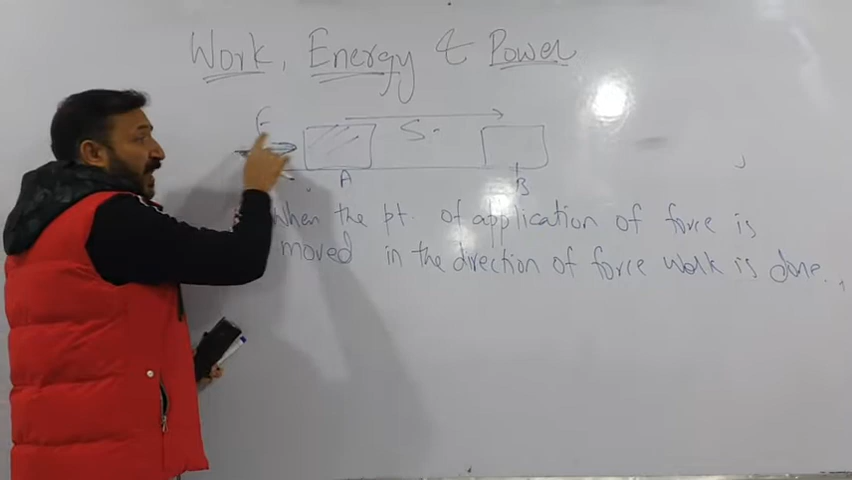 Work, Energy & Power
F
S.
A
B
When the pt. of application of force is
moved in the direction of force work is done.